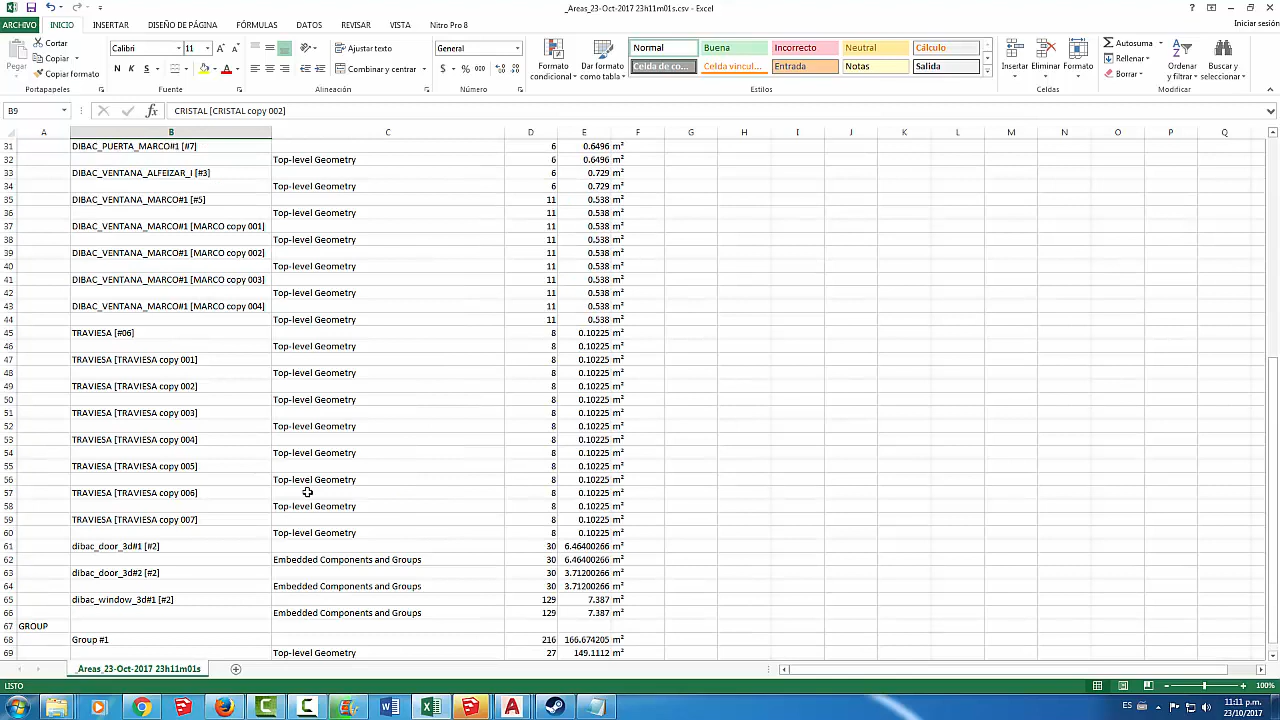 _Areas_23-Oct-2017 23h11m01s.csv - Excel
ARCHIVO INICIO INSERTAR DISEÑO DE PÁGINA FÓRMULAS DATOS REVISAR VISTA Nitro Pro 8 Iniciar sesión
Pegar
Cortar
Copiar
Copiar formato
Portapapeles
Calibri 11
N S
Fuente
Ajustar texto
Combinar y centrar
Alineación
General
$ % 000
Número
Formato condicional
Dar formato como tabla
Normal Buena Incorrecto Neutral Cálculo
Celda de co... Celda vincul... Entrada Notas Salida
Estilos
Insertar Eliminar Formato
Celdas
Autosuma
Rellenar
Borrar
Ordenar y filtrar
Buscar y seleccionar
Modificar
B9 fx CRISTAL [CRISTAL copy 002]
A B C D E F G H I J K L M N O P Q
31 DIBAC_PUERTA_MARCO#1 [#7] 6 0.6496 m²
32 Top-level Geometry 6 0.6496 m²
33 DIBAC_VENTANA_ALFEIZAR_I [#3] 6 0.729 m²
34 Top-level Geometry 6 0.729 m²
35 DIBAC_VENTANA_MARCO#1 [#5] 11 0.538 m²
36 Top-level Geometry 11 0.538 m²
37 DIBAC_VENTANA_MARCO#1 [MARCO copy 001] 11 0.538 m²
38 Top-level Geometry 11 0.538 m²
39 DIBAC_VENTANA_MARCO#1 [MARCO copy 002] 11 0.538 m²
40 Top-level Geometry 11 0.538 m²
41 DIBAC_VENTANA_MARCO#1 [MARCO copy 003] 11 0.538 m²
42 Top-level Geometry 11 0.538 m²
43 DIBAC_VENTANA_MARCO#1 [MARCO copy 004] 11 0.538 m²
44 Top-level Geometry 11 0.538 m²
45 TRAVIESA [#06] 8 0.10225 m²
46 Top-level Geometry 8 0.10225 m²
47 TRAVIESA [TRAVIESA copy 001] 8 0.10225 m²
48 Top-level Geometry 8 0.10225 m²
49 TRAVIESA [TRAVIESA copy 002] 8 0.10225 m²
50 Top-level Geometry 8 0.10225 m²
51 TRAVIESA [TRAVIESA copy 003] 8 0.10225 m²
52 Top-level Geometry 8 0.10225 m²
53 TRAVIESA [TRAVIESA copy 004] 8 0.10225 m²
54 Top-level Geometry 8 0.10225 m²
55 TRAVIESA [TRAVIESA copy 005] 8 0.10225 m²
56 Top-level Geometry 8 0.10225 m²
57 TRAVIESA [TRAVIESA copy 006] 8 0.10225 m²
58 Top-level Geometry 8 0.10225 m²
59 TRAVIESA [TRAVIESA copy 007] 8 0.10225 m²
60 Top-level Geometry 8 0.10225 m²
61 dibac_door_3d#1 [#2] 30 6.46400266 m²
62 Embedded Components and Groups 30 6.46400266 m²
63 dibac_door_3d#2 [#2] 30 3.71200266 m²
64 Embedded Components and Groups 30 3.71200266 m²
65 dibac_window_3d#1 [#2] 129 7.387 m²
66 Embedded Components and Groups 129 7.387 m²
67 GROUP
68 Group #1 216 166.674205 m²
69 Top-level Geometry 27 149.1112 m²
_Areas_23-Oct-2017 23h11m01s
LISTO 100%
ES 11:11 p.m.
23/10/2017